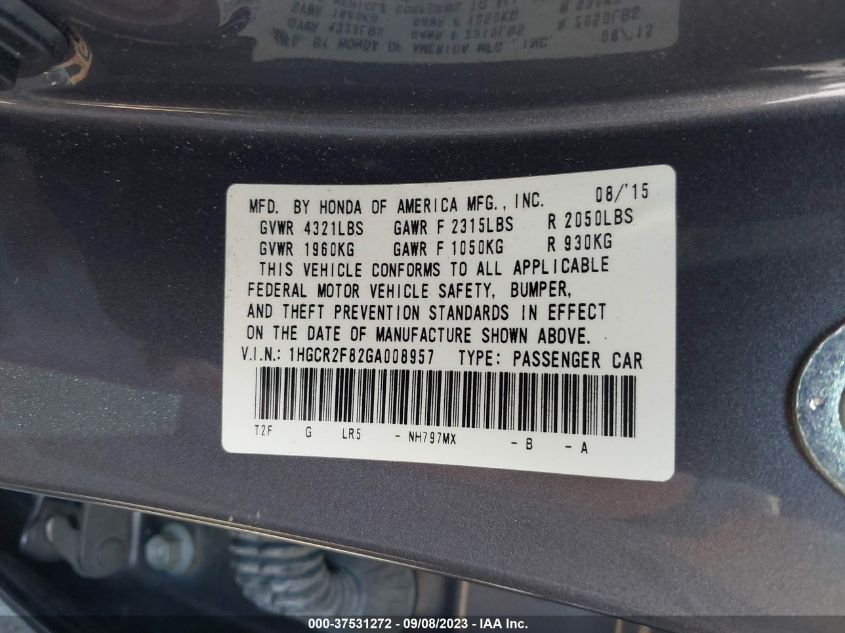 MFD. BY HONDA OF AMERICA MFG., INC. 08/'15
GVWR 4321LBS GAWR F 2315LBS R 2050LBS
GVWR 1960KG GAWR F 1050KG R 930KG
THIS VEHICLE CONFORMS TO ALL APPLICABLE
FEDERAL MOTOR VEHICLE SAFETY, BUMPER,
AND THEFT PREVENTION STANDARDS IN EFFECT
ON THE DATE OF MANUFACTURE SHOWN ABOVE.
V.I.N.: 1HGCR2F82GA008957 TYPE: PASSENGER CAR
T2F G LR5 - NH797MX - B - A
000-37531272 - 09/08/2023 - IAA Inc.